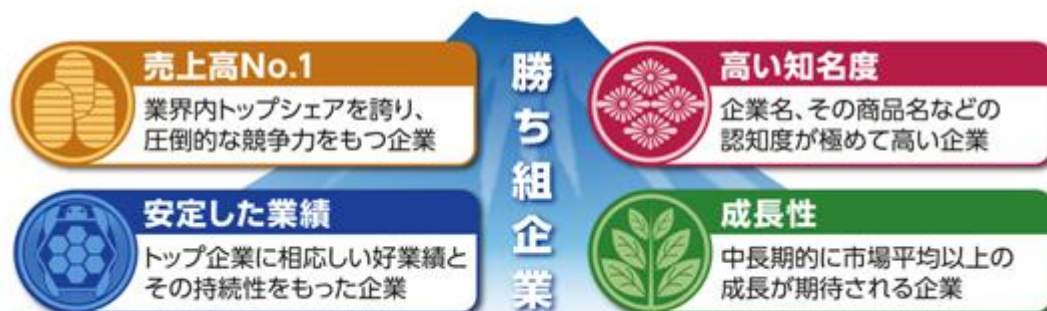 売上高No.1
業界内トップシェアを誇り、
圧倒的な競争力をもつ企業
安定した業績
トップ企業に相応しい好業績と
その持続性をもった企業
勝ち組企業
高い知名度
企業名、その商品名などの
認知度が極めて高い企業
成長性
中長期的に市場平均以上の
成長が期待される企業